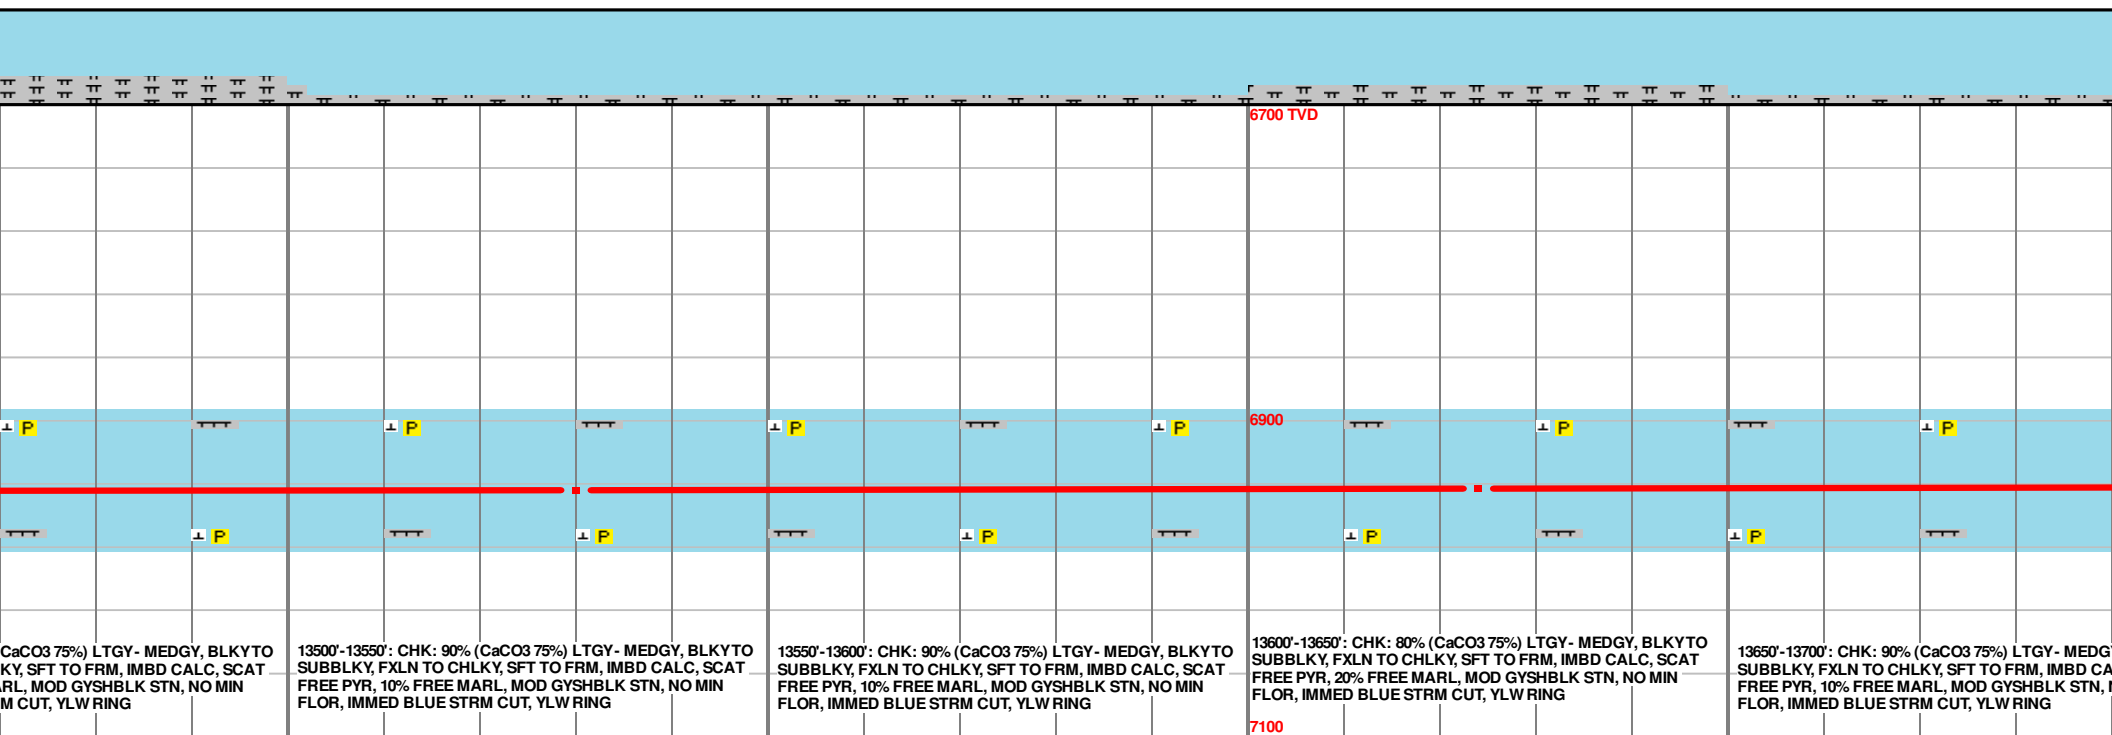 6700 TVD
6900
P
P
P
P
P
P
P
P
P
P
P
CaCO3 75%) LTGY- MEDGY, BLKY TO
KY, SFT TO FRM, IMBD CALC, SCAT
RL, MOD GYSHBLK STN, NO MIN
M CUT, YLW RING
13500'-13550': CHK: 90% (CaCO3 75%) LTGY- MEDGY, BLKY TO
SUBBLKY, FXLN TO CHLKY, SFT TO FRM, IMBD CALC, SCAT
FREE PYR, 10% FREE MARL, MOD GYSHBLK STN, NO MIN
FLOR, IMMED BLUE STRM CUT, YLW RING
13550'-13600': CHK: 90% (CaCO3 75%) LTGY- MEDGY, BLKY TO
SUBBLKY, FXLN TO CHLKY, SFT TO FRM, IMBD CALC, SCAT
FREE PYR, 10% FREE MARL, MOD GYSHBLK STN, NO MIN
FLOR, IMMED BLUE STRM CUT, YLW RING
13600'-13650': CHK: 80% (CaCO3 75%) LTGY- MEDGY, BLKY TO
SUBBLKY, FXLN TO CHLKY, SFT TO FRM, IMBD CALC, SCAT
FREE PYR, 20% FREE MARL, MOD GYSHBLK STN, NO MIN
FLOR, IMMED BLUE STRM CUT, YLW RING
13650'-13700': CHK: 90% (CaCO3 75%) LTGY- MEDG
SUBBLKY, FXLN TO CHLKY, SFT TO FRM, IMBD CA
FREE PYR, 10% FREE MARL, MOD GYSHBLK STN,
FLOR, IMMED BLUE STRM CUT, YLW RING
7100